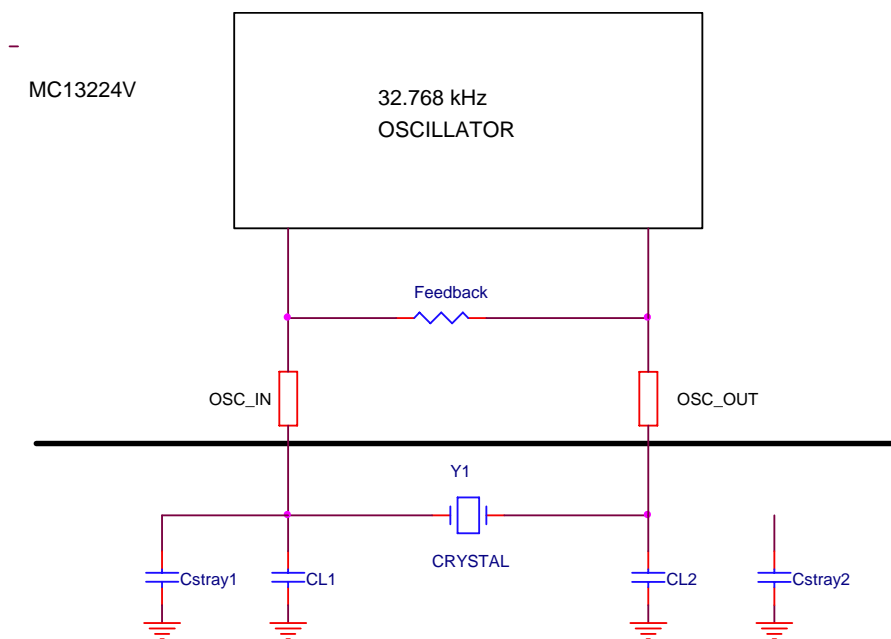 MC13224V
32.768 kHz
OSCILLATOR
Feedback
OSC_IN
OSC_OUT
Y1
CRYSTAL
Cstray1
CL1
CL2
Cstray2